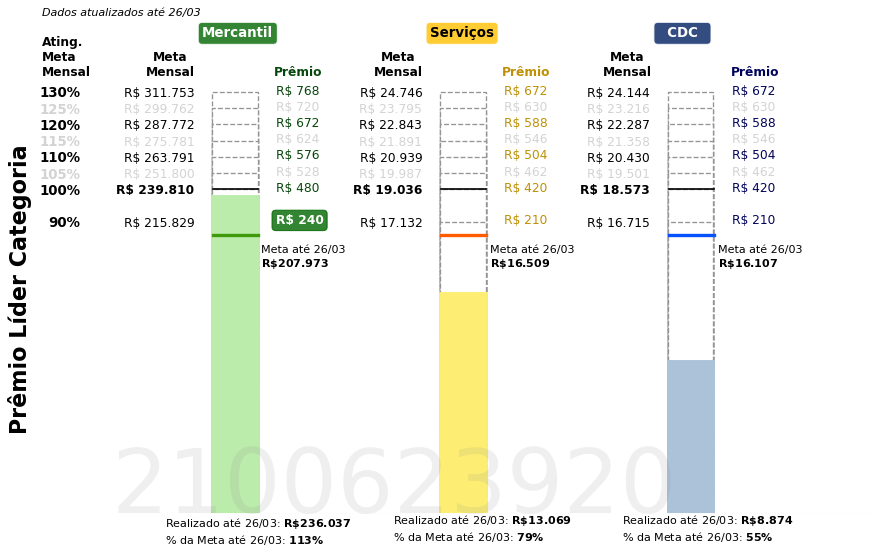 Dados atualizados até 26/03
Prêmio Líder Categoria
Mercantil Serviços CDC
Ating. Meta Mensal Meta Mensal Prêmio Meta Mensal Prêmio Meta Mensal Prêmio
130% R$ 311.753 R$ 768 R$ 24.746 R$ 672 R$ 24.144 R$ 672
125% R$ 299.762 R$ 720 R$ 23.795 R$ 630 R$ 23.216 R$ 630
120% R$ 287.772 R$ 672 R$ 22.843 R$ 588 R$ 22.287 R$ 588
115% R$ 275.781 R$ 624 R$ 21.891 R$ 546 R$ 21.358 R$ 546
110% R$ 263.791 R$ 576 R$ 20.939 R$ 504 R$ 20.430 R$ 504
105% R$ 251.800 R$ 528 R$ 19.987 R$ 462 R$ 19.501 R$ 462
100% R$ 239.810 R$ 480 R$ 19.036 R$ 420 R$ 18.573 R$ 420
90% R$ 215.829 R$ 240 R$ 17.132 R$ 210 R$ 16.715 R$ 210
Meta até 26/03 Meta até 26/03 Meta até 26/03
R$207.973 R$16.509 R$16.107
2100623920
Realizado até 26/03: R$236.037 Realizado até 26/03: R$13.069 Realizado até 26/03: R$8.874
% da Meta até 26/03: 113% % da Meta até 26/03: 79% % da Meta até 26/03: 55%